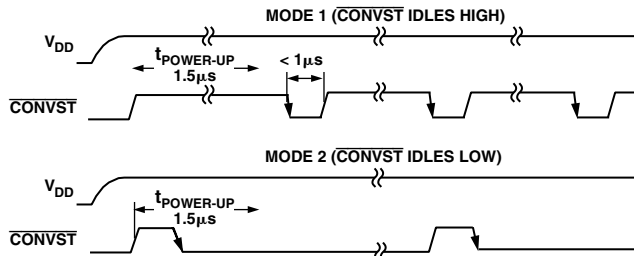 MODE 1 (CONVST IDLES HIGH)
VDD
tPOWER-UP
1.5µs
< 1µs
CONVST
MODE 2 (CONVST IDLES LOW)
VDD
tPOWER-UP
1.5µs
CONVST